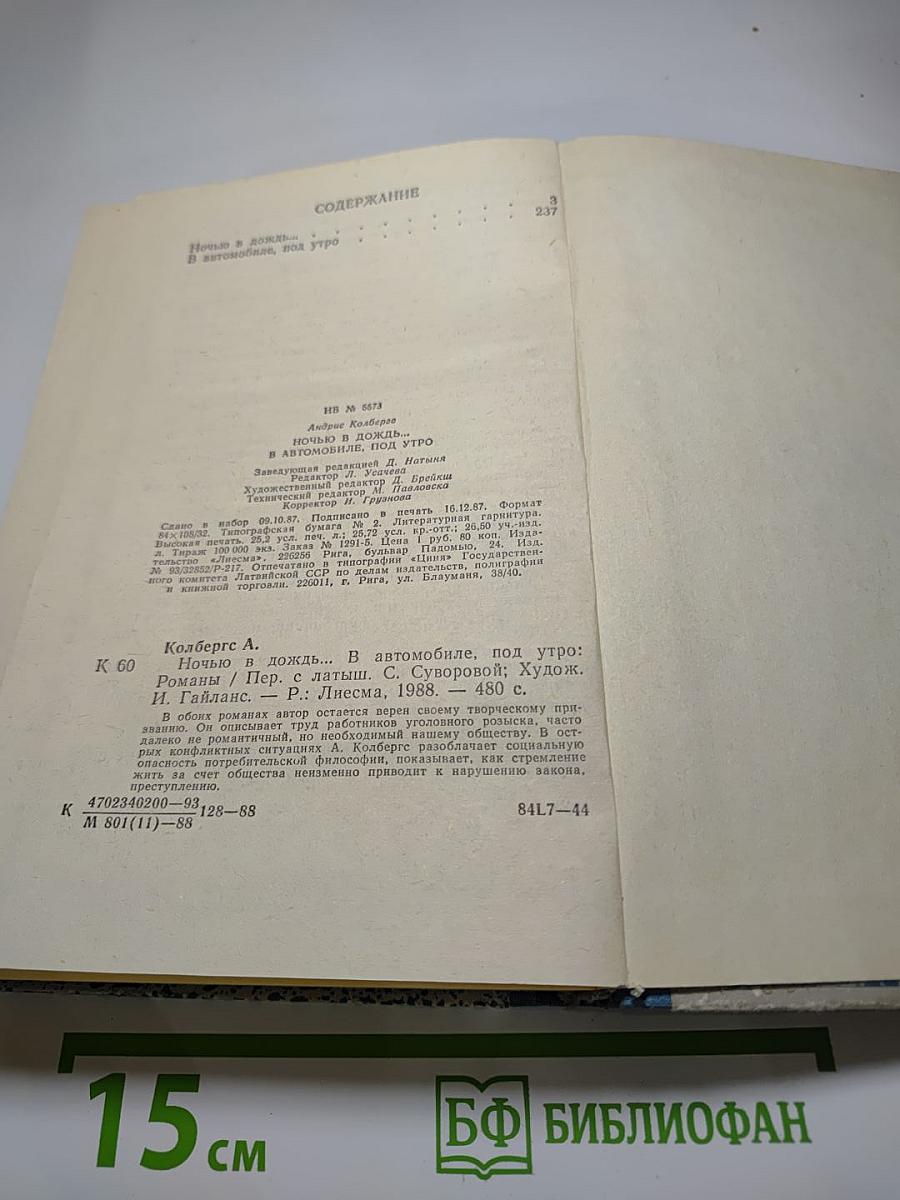 СОДЕРЖАНИЕ
Ночью в дождь... . . . . . . . . 3
В автомобиле, под утро . . . . . . . 237
НВ № 5573
Андрис Колбергс
НОЧЬЮ В ДОЖДЬ...
В АВТОМОБИЛЕ, ПОД УТРО
Заведующая редакцией Д. Натыня
Редактор Л. Усачева
Художественный редактор Д. Брейкш
Технический редактор М. Павловска
Корректор И. Грузнова
Сдано в набор 09.10.87. Подписано в печать 16.12.87. Формат
84×108/32. Типографская бумага № 2. Литературная гарнитура.
Высокая печать. 25,2 усл. печ. л.; 25,72 усл. кр.-отт.; 26,50 уч.-изд.
л. Тираж 100 000 экз. Заказ № 1291-5. Цена 1 руб. 80 коп. Изда-
тельство «Лиесма», 226256 Рига, бульвар Падомью, 24. Изд.
№ 93/32852/Р-217. Отпечатано в типографии «Циня» Государствен-
ного комитета Латвийской ССР по делам издательств, полиграфии
и книжной торговли. 226011, г. Рига, ул. Блауманя, 38/40.
Колбергс А.
К 60 Ночью в дождь... В автомобиле, под утро:
Романы / Пер. с латыш. С. Суворовой; Худож.
И. Гайланс. — Р.: Лиесма, 1988. — 480 с.
В обоих романах автор остается верен своему творческому при-
званию. Он описывает труд работников уголовного розыска, часто
далеко не романтичный, но необходимый нашему обществу. В ост-
рых конфликтных ситуациях А. Колбергс разоблачает социальную
опасность потребительской философии, показывает, как стремление
жить за счет общества неизменно приводит к нарушению закона,
преступлению.
К 4702340200—93 128—88 84L7—44
М 801(11)—88
15 см БФ БИБЛИОФАН